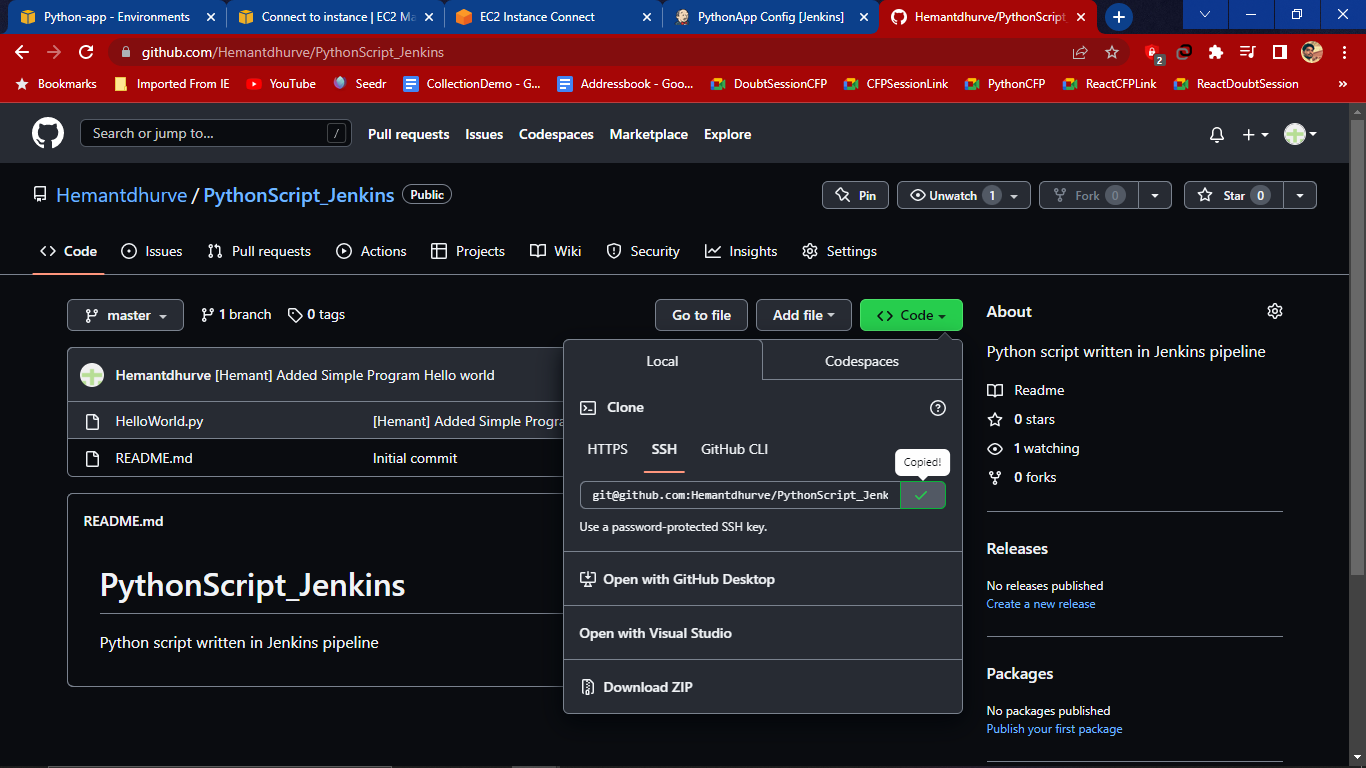 Python-app - Environments
Connect to instance | EC2 Ma
EC2 Instance Connect
PythonApp Config [Jenkins]
Hemantdhurve/PythonScript_
github.com/Hemantdhurve/PythonScript_Jenkins
2
Bookmarks
Imported From IE
YouTube
Seedr
CollectionDemo - G...
Addressbook - Goo...
DoubtSessionCFP
CFPSessionLink
PythonCFP
ReactCFPLink
ReactDoubtSession
»
Search or jump to...
/
Pull requests
Issues
Codespaces
Marketplace
Explore
Hemantdhurve / PythonScript_Jenkins
Public
Pin
Unwatch 1
Fork 0
Star 0
Code
Issues
Pull requests
Actions
Projects
Wiki
Security
Insights
Settings
master
1 branch
0 tags
Go to file
Add file
Code
Hemantdhurve [Hemant] Added Simple Program Hello world
HelloWorld.py
[Hemant] Added Simple Progra
README.md
Initial commit
README.md
PythonScript_Jenkins
Python script written in Jenkins pipeline
Local
Codespaces
Clone
HTTPS
SSH
GitHub CLI
Copied!
git@github.com:Hemantdhurve/PythonScript_Jenk
Use a password-protected SSH key.
Open with GitHub Desktop
Open with Visual Studio
Download ZIP
About
Python script written in Jenkins pipeline
Readme
0 stars
1 watching
0 forks
Releases
No releases published
Create a new release
Packages
No packages published
Publish your first package